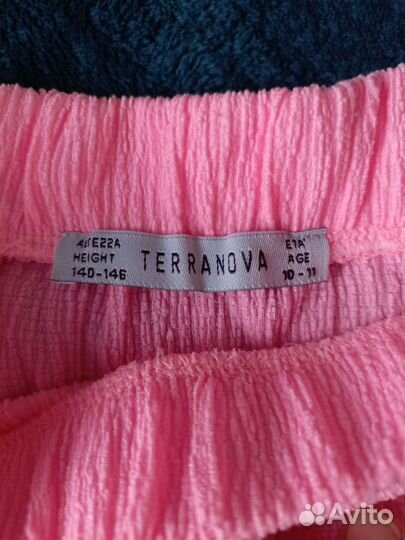 ALTEZZA
HEIGHT
140-146
TERRANOVA
ETA'
AGE
10-11
Avito